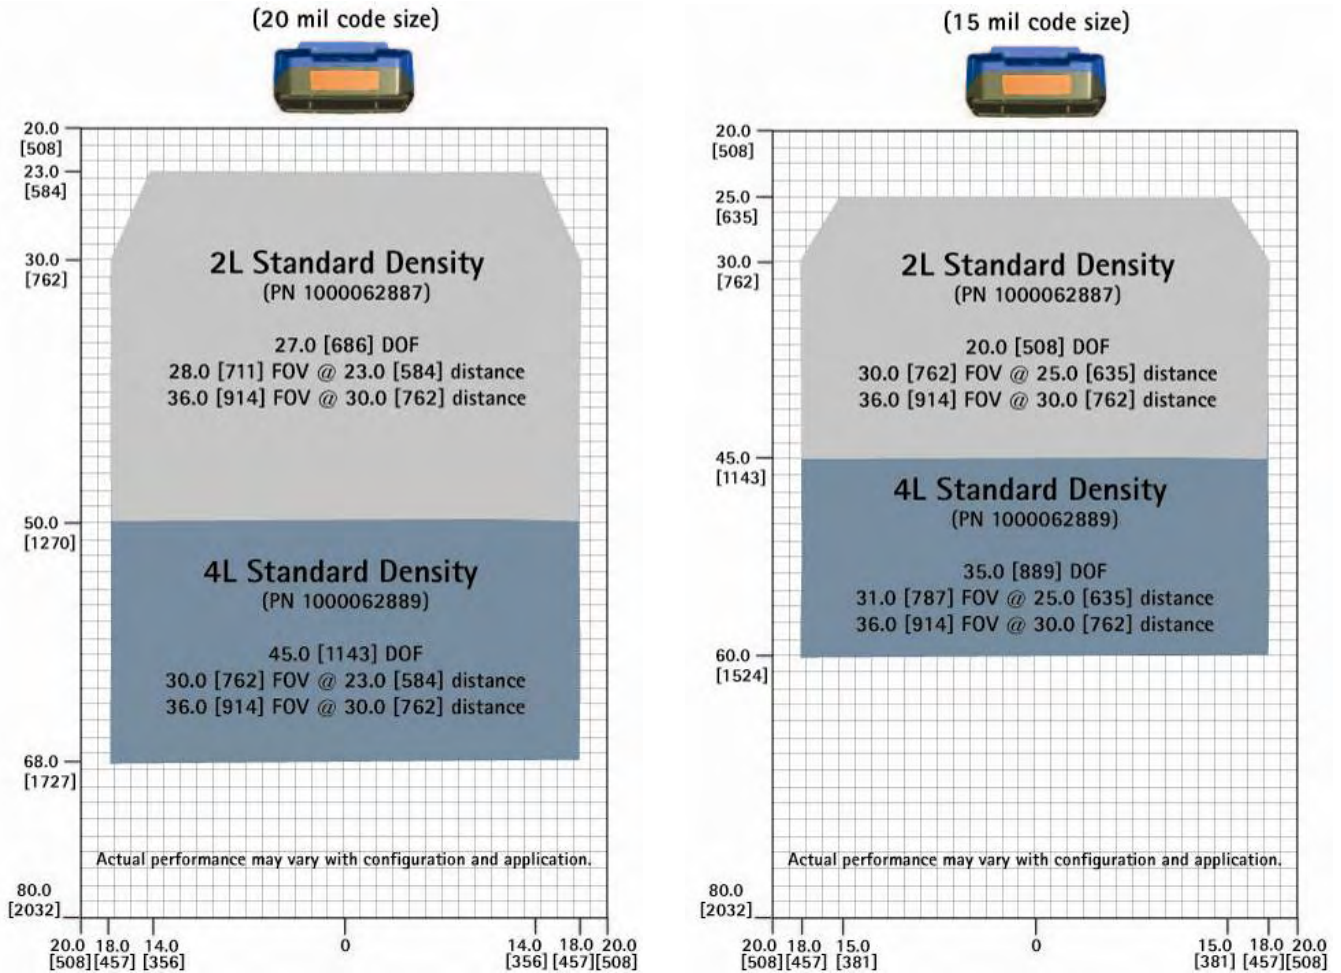 (20 mil code size)
20.0
[508]
23.0
[584]
30.0
[762]
50.0
[1270]
68.0
[1727]
80.0
[2032]
2L Standard Density
(PN 1000062887)
27.0 [686] DOF
28.0 [711] FOV @ 23.0 [584] distance
36.0 [914] FOV @ 30.0 [762] distance
4L Standard Density
(PN 1000062889)
45.0 [1143] DOF
30.0 [762] FOV @ 23.0 [584] distance
36.0 [914] FOV @ 30.0 [762] distance
Actual performance may vary with configuration and application.
20.0 18.0 14.0 0 14.0 18.0 20.0
[508][457] [356] [356] [457][508]
(15 mil code size)
20.0
[508]
25.0
[635]
30.0
[762]
45.0
[1143]
60.0
[1524]
80.0
[2032]
2L Standard Density
(PN 1000062887)
20.0 [508] DOF
30.0 [762] FOV @ 25.0 [635] distance
36.0 [914] FOV @ 30.0 [762] distance
4L Standard Density
(PN 1000062889)
35.0 [889] DOF
31.0 [787] FOV @ 25.0 [635] distance
36.0 [914] FOV @ 30.0 [762] distance
Actual performance may vary with configuration and application.
20.0 18.0 15.0 0 15.0 18.0 20.0
[508][457] [381] [381] [457][508]